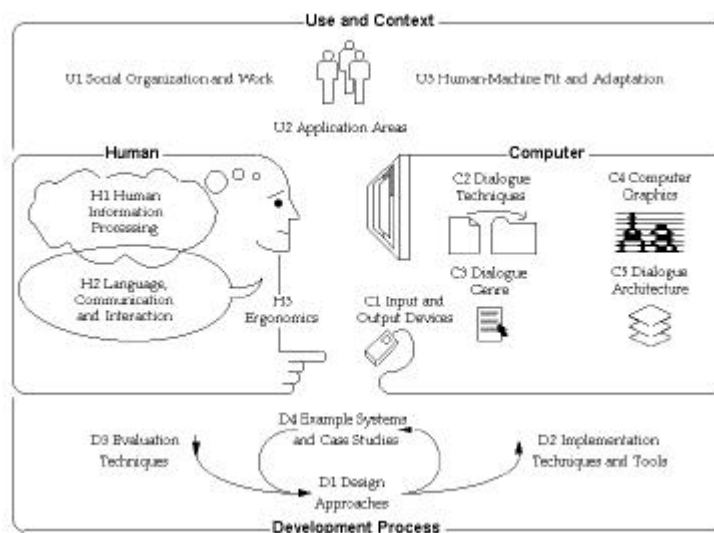 Use and Context
U1 Social Organization and Work
U3 Human-Machine Fit and Adaptation
U2 Application Areas
Human
H1 Human
Information
Processing
H2 Language,
Communication
and Interaction
H3
Ergonomics
Computer
C2 Dialogue
Techniques
C4 Computer
Graphics
Aa
C3 Dialogue
Genre
C5 Dialogue
Architecture
C1 Input and
Output Devices
D3 Evaluation
Techniques
D4 Example Systems
and Case Studies
D2 Implementation
Techniques and Tools
D1 Design
Approaches
Development Process